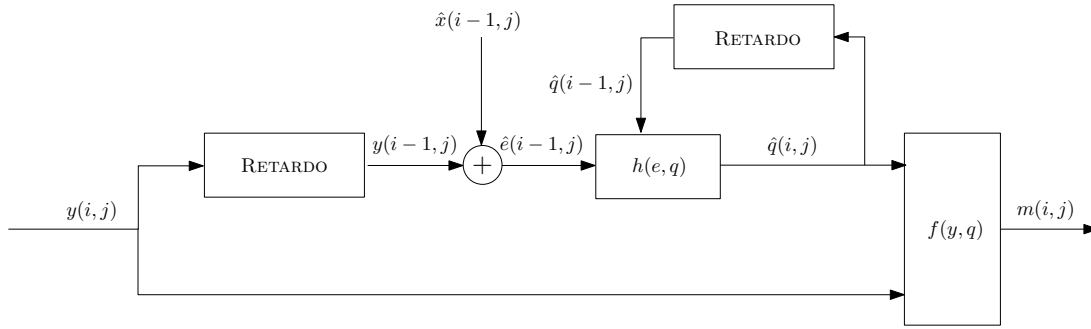 x̂(i − 1, j)
RETARDO
q̂(i − 1, j)
y(i − 1, j)
ê(i − 1, j)
q̂(i, j)
RETARDO
+
h(e, q)
y(i, j)
m(i, j)
f(y, q)